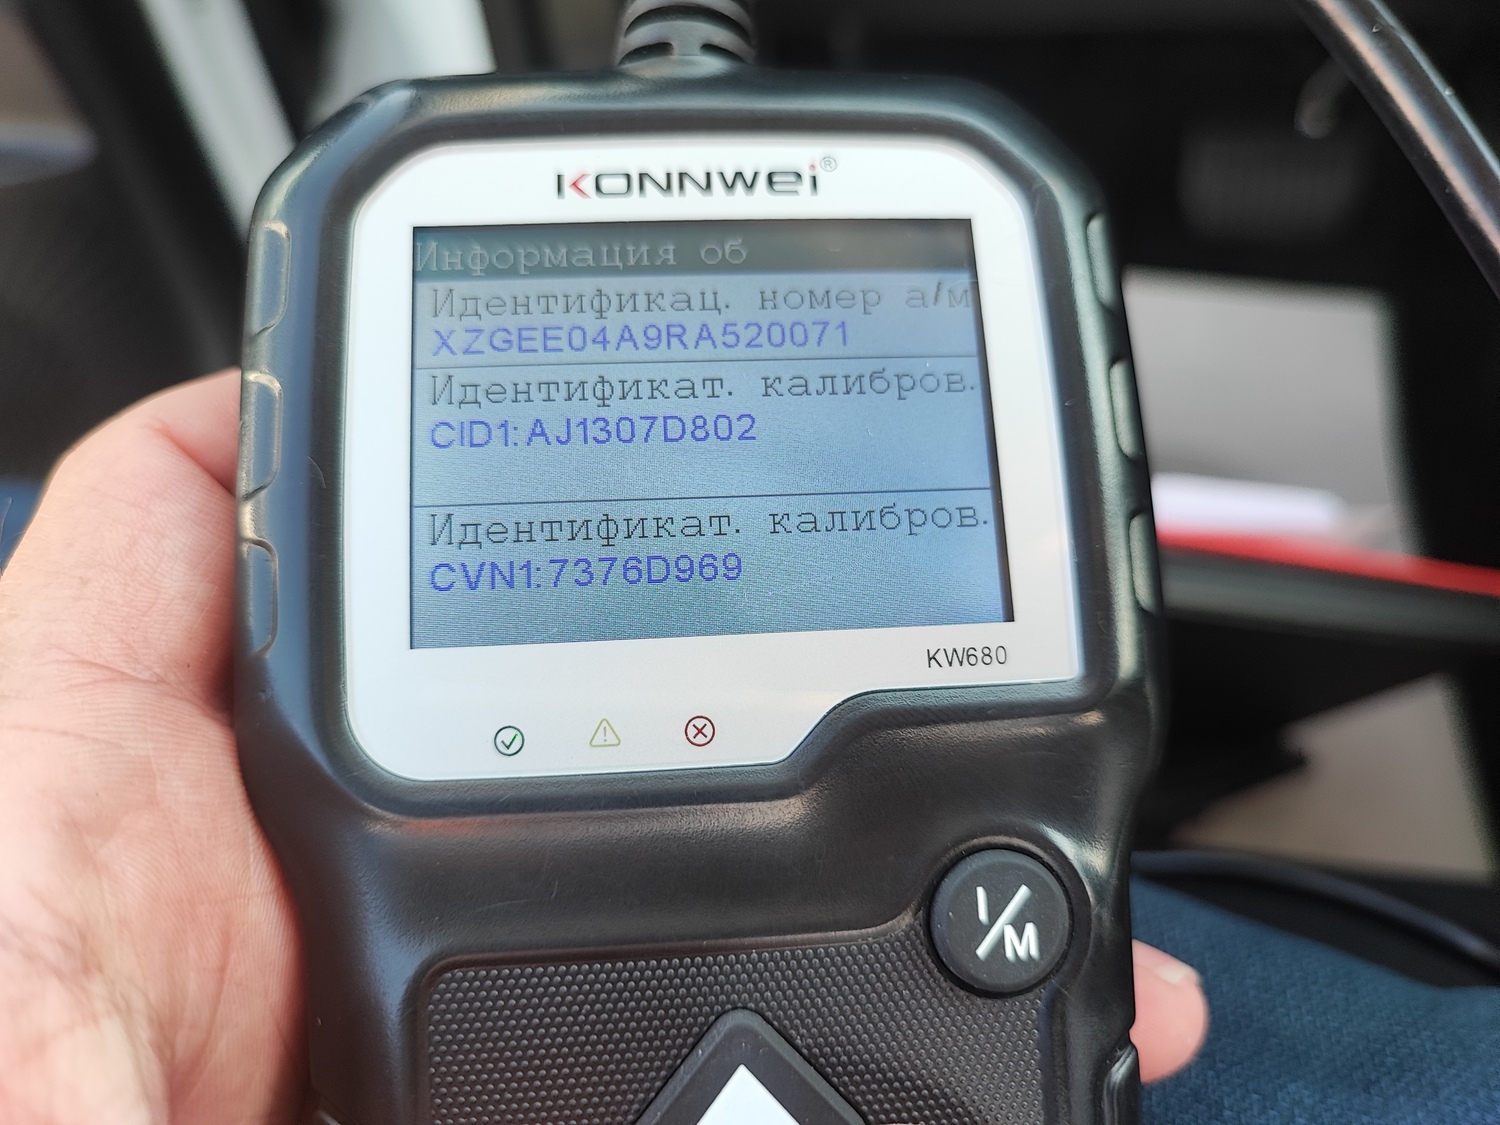 KONNWEI®
Информация об
Идентификац. номер а/м
XZGEE04A9RA520071
Идентификат. калибров.
CID1:AJ1307D802
Идентификат. калибров.
CVN1:7376D969
KW680
I/M